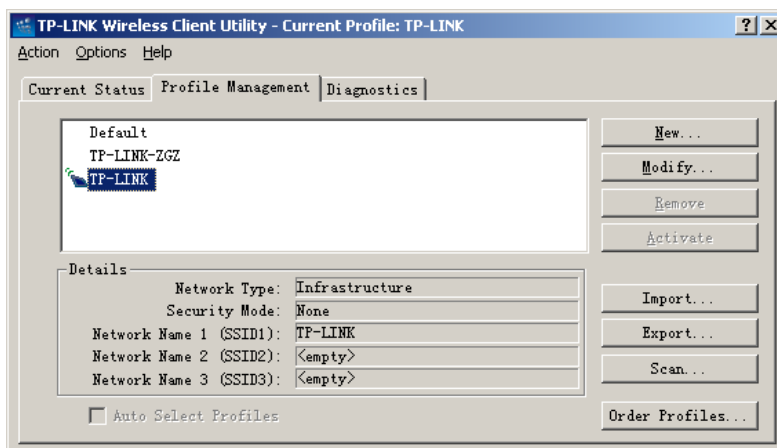 TP-LINK Wireless Client Utility - Current Profile: TP-LINK
Action Options Help
Current Status Profile Management Diagnostics
Default
TP-LINK-ZGZ
TP-LINK
New...
Modify...
Remove
Activate
Details
Network Type: Infrastructure
Security Mode: None
Network Name 1 (SSID1): TP-LINK
Network Name 2 (SSID2): <empty>
Network Name 3 (SSID3): <empty>
Import...
Export...
Scan...
Auto Select Profiles
Order Profiles...